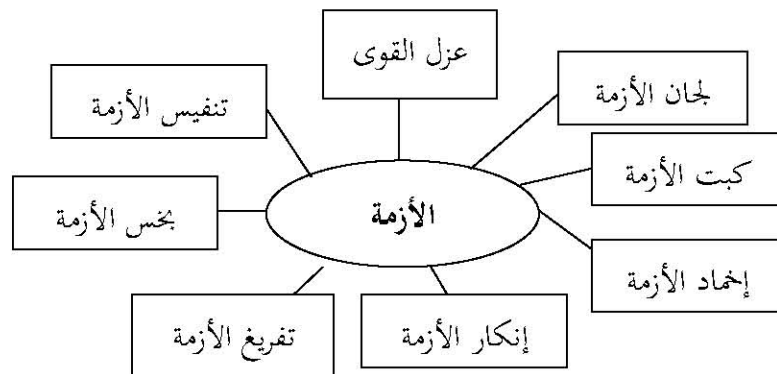 عزل القوى
لجان الأزمة
تنفيس الأزمة
كبت الأزمة
الأزمة
بخس الأزمة
إخماد الأزمة
إنكار الأزمة
تفريغ الأزمة